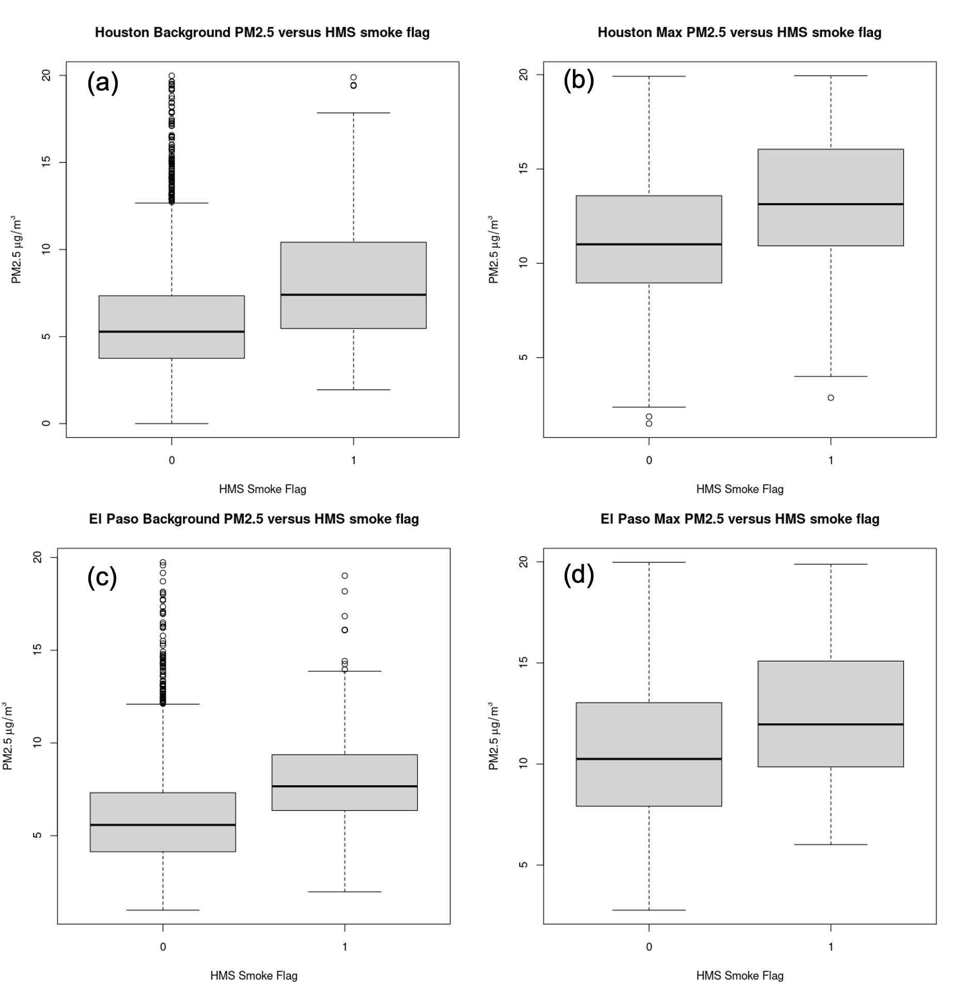 Houston Background PM2.5 versus HMS smoke flag
(a)
20
15
10
5
0
PM2.5 μg/m³
0 1
HMS Smoke Flag
Houston Max PM2.5 versus HMS smoke flag
(b)
20
15
10
5
PM2.5 μg/m³
0 1
HMS Smoke Flag
El Paso Background PM2.5 versus HMS smoke flag
(c)
20
15
10
5
PM2.5 μg/m³
0 1
HMS Smoke Flag
El Paso Max PM2.5 versus HMS smoke flag
(d)
20
15
10
5
PM2.5 μg/m³
0 1
HMS Smoke Flag